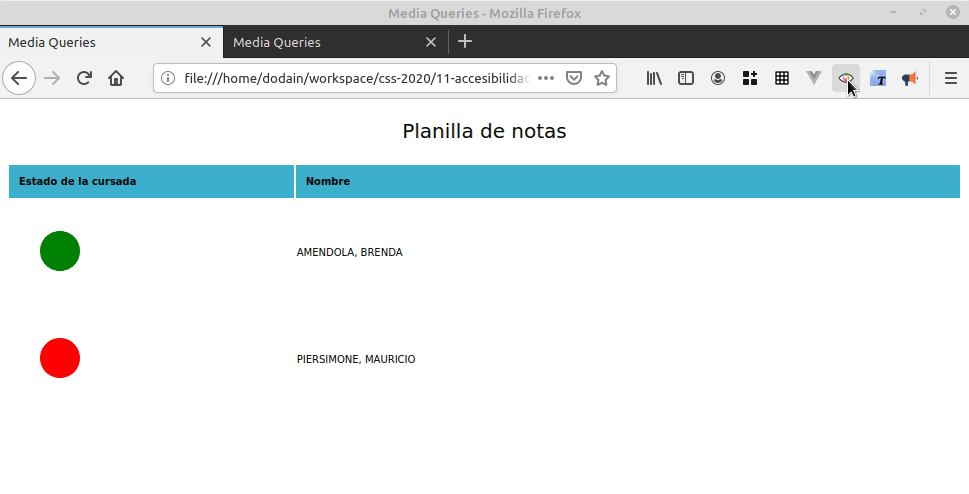 Media Queries - Mozilla Firefox
Media Queries
Media Queries
file:///home/dodain/workspace/css-2020/11-accesibilidad
Planilla de notas
Estado de la cursada Nombre
AMENDOLA, BRENDA
PIERSIMONE, MAURICIO